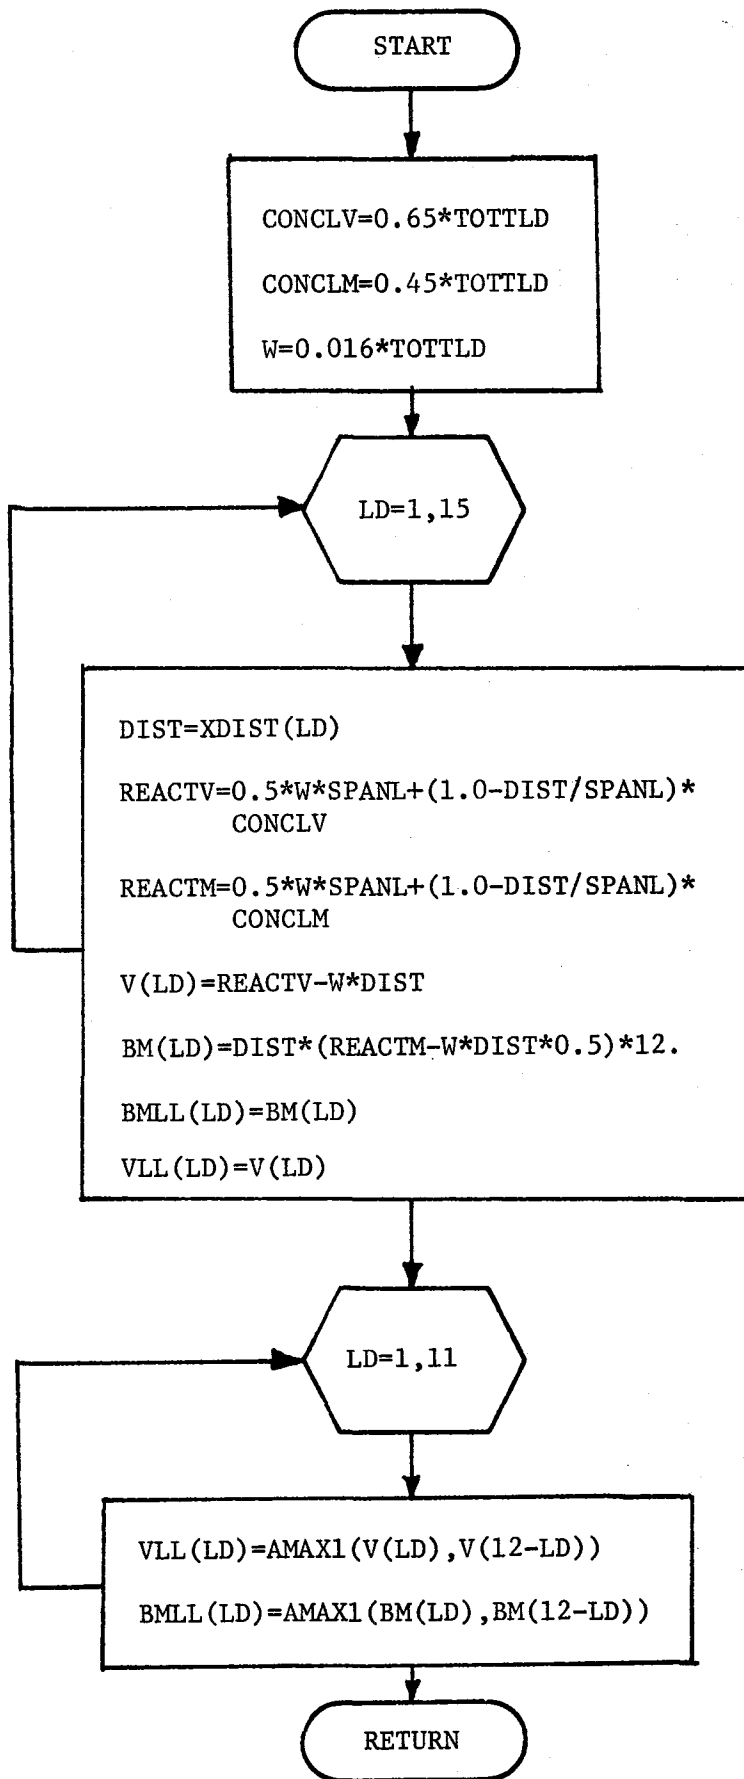 START
CONCLV=0.65*TOTTLD
CONCLM=0.45*TOTTLD
W=0.016*TOTTLD
LD=1,15
DIST=XDIST(LD)
REACTV=0.5*W*SPANL+(1.0-DIST/SPANL)*
CONCLV
REACTM=0.5*W*SPANL+(1.0-DIST/SPANL)*
CONCLM
V(LD)=REACTV-W*DIST
BM(LD)=DIST*(REACTM-W*DIST*0.5)*12.
BMLL(LD)=BM(LD)
VLL(LD)=V(LD)
LD=1,11
VLL(LD)=AMAX1(V(LD),V(12-LD))
BMLL(LD)=AMAX1(BM(LD),BM(12-LD))
RETURN